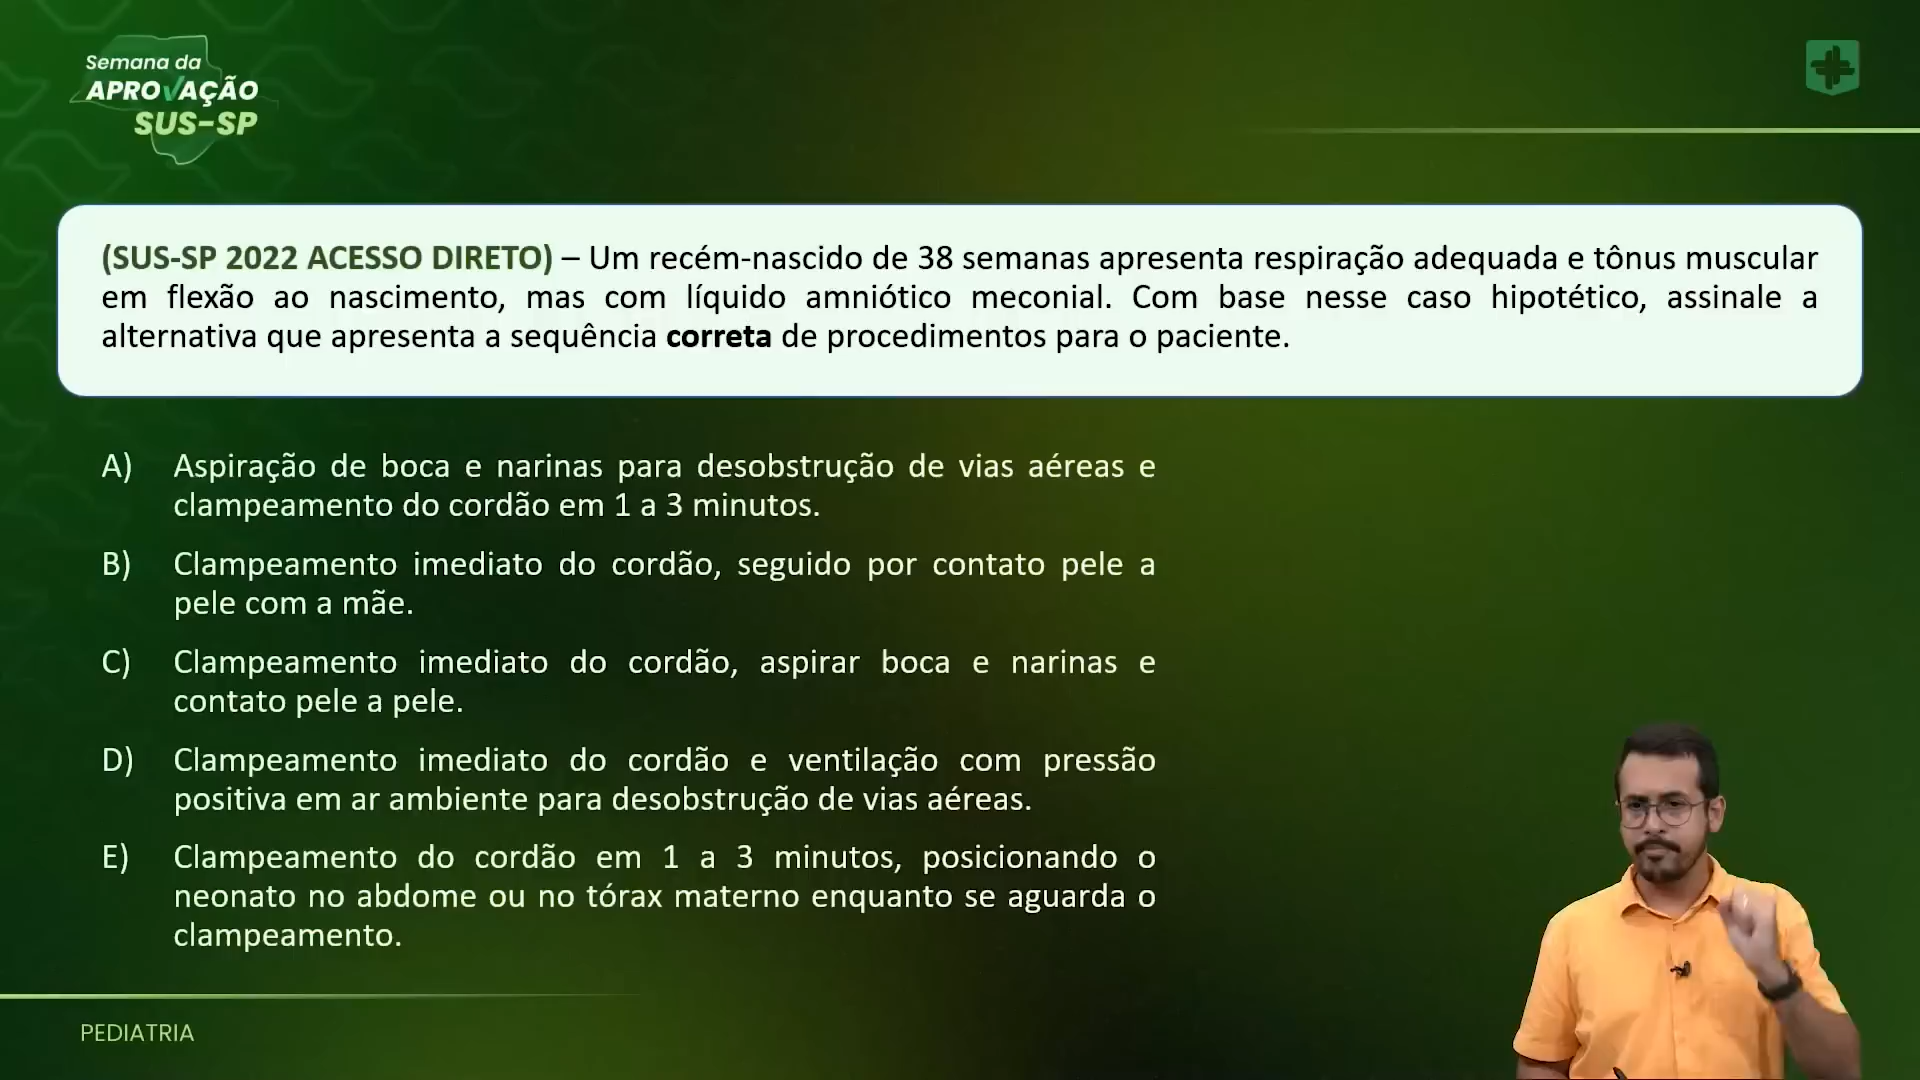 Semana da
APROVAÇÃO
SUS-SP
(SUS-SP 2022 ACESSO DIRETO) – Um recém-nascido de 38 semanas apresenta respiração adequada e tônus muscular
em flexão ao nascimento, mas com líquido amniótico meconial. Com base nesse caso hipotético, assinale a
alternativa que apresenta a sequência correta de procedimentos para o paciente.
A) Aspiração de boca e narinas para desobstrução de vias aéreas e
clampeamento do cordão em 1 a 3 minutos.
B) Clampeamento imediato do cordão, seguido por contato pele a
pele com a mãe.
C) Clampeamento imediato do cordão, aspirar boca e narinas e
contato pele a pele.
D) Clampeamento imediato do cordão e ventilação com pressão
positiva em ar ambiente para desobstrução de vias aéreas.
E) Clampeamento do cordão em 1 a 3 minutos, posicionando o
neonato no abdome ou no tórax materno enquanto se aguarda o
clampeamento.
PEDIATRIA